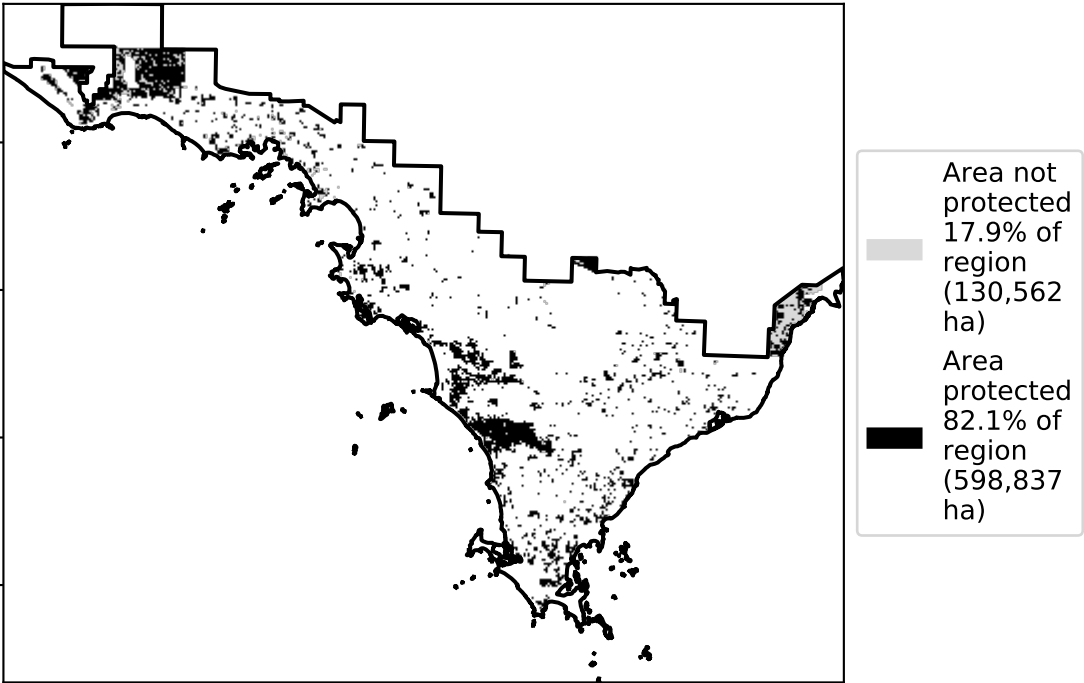 Area not
protected
17.9% of
region
(130,562
ha)
Area
protected
82.1% of
region
(598,837
ha)